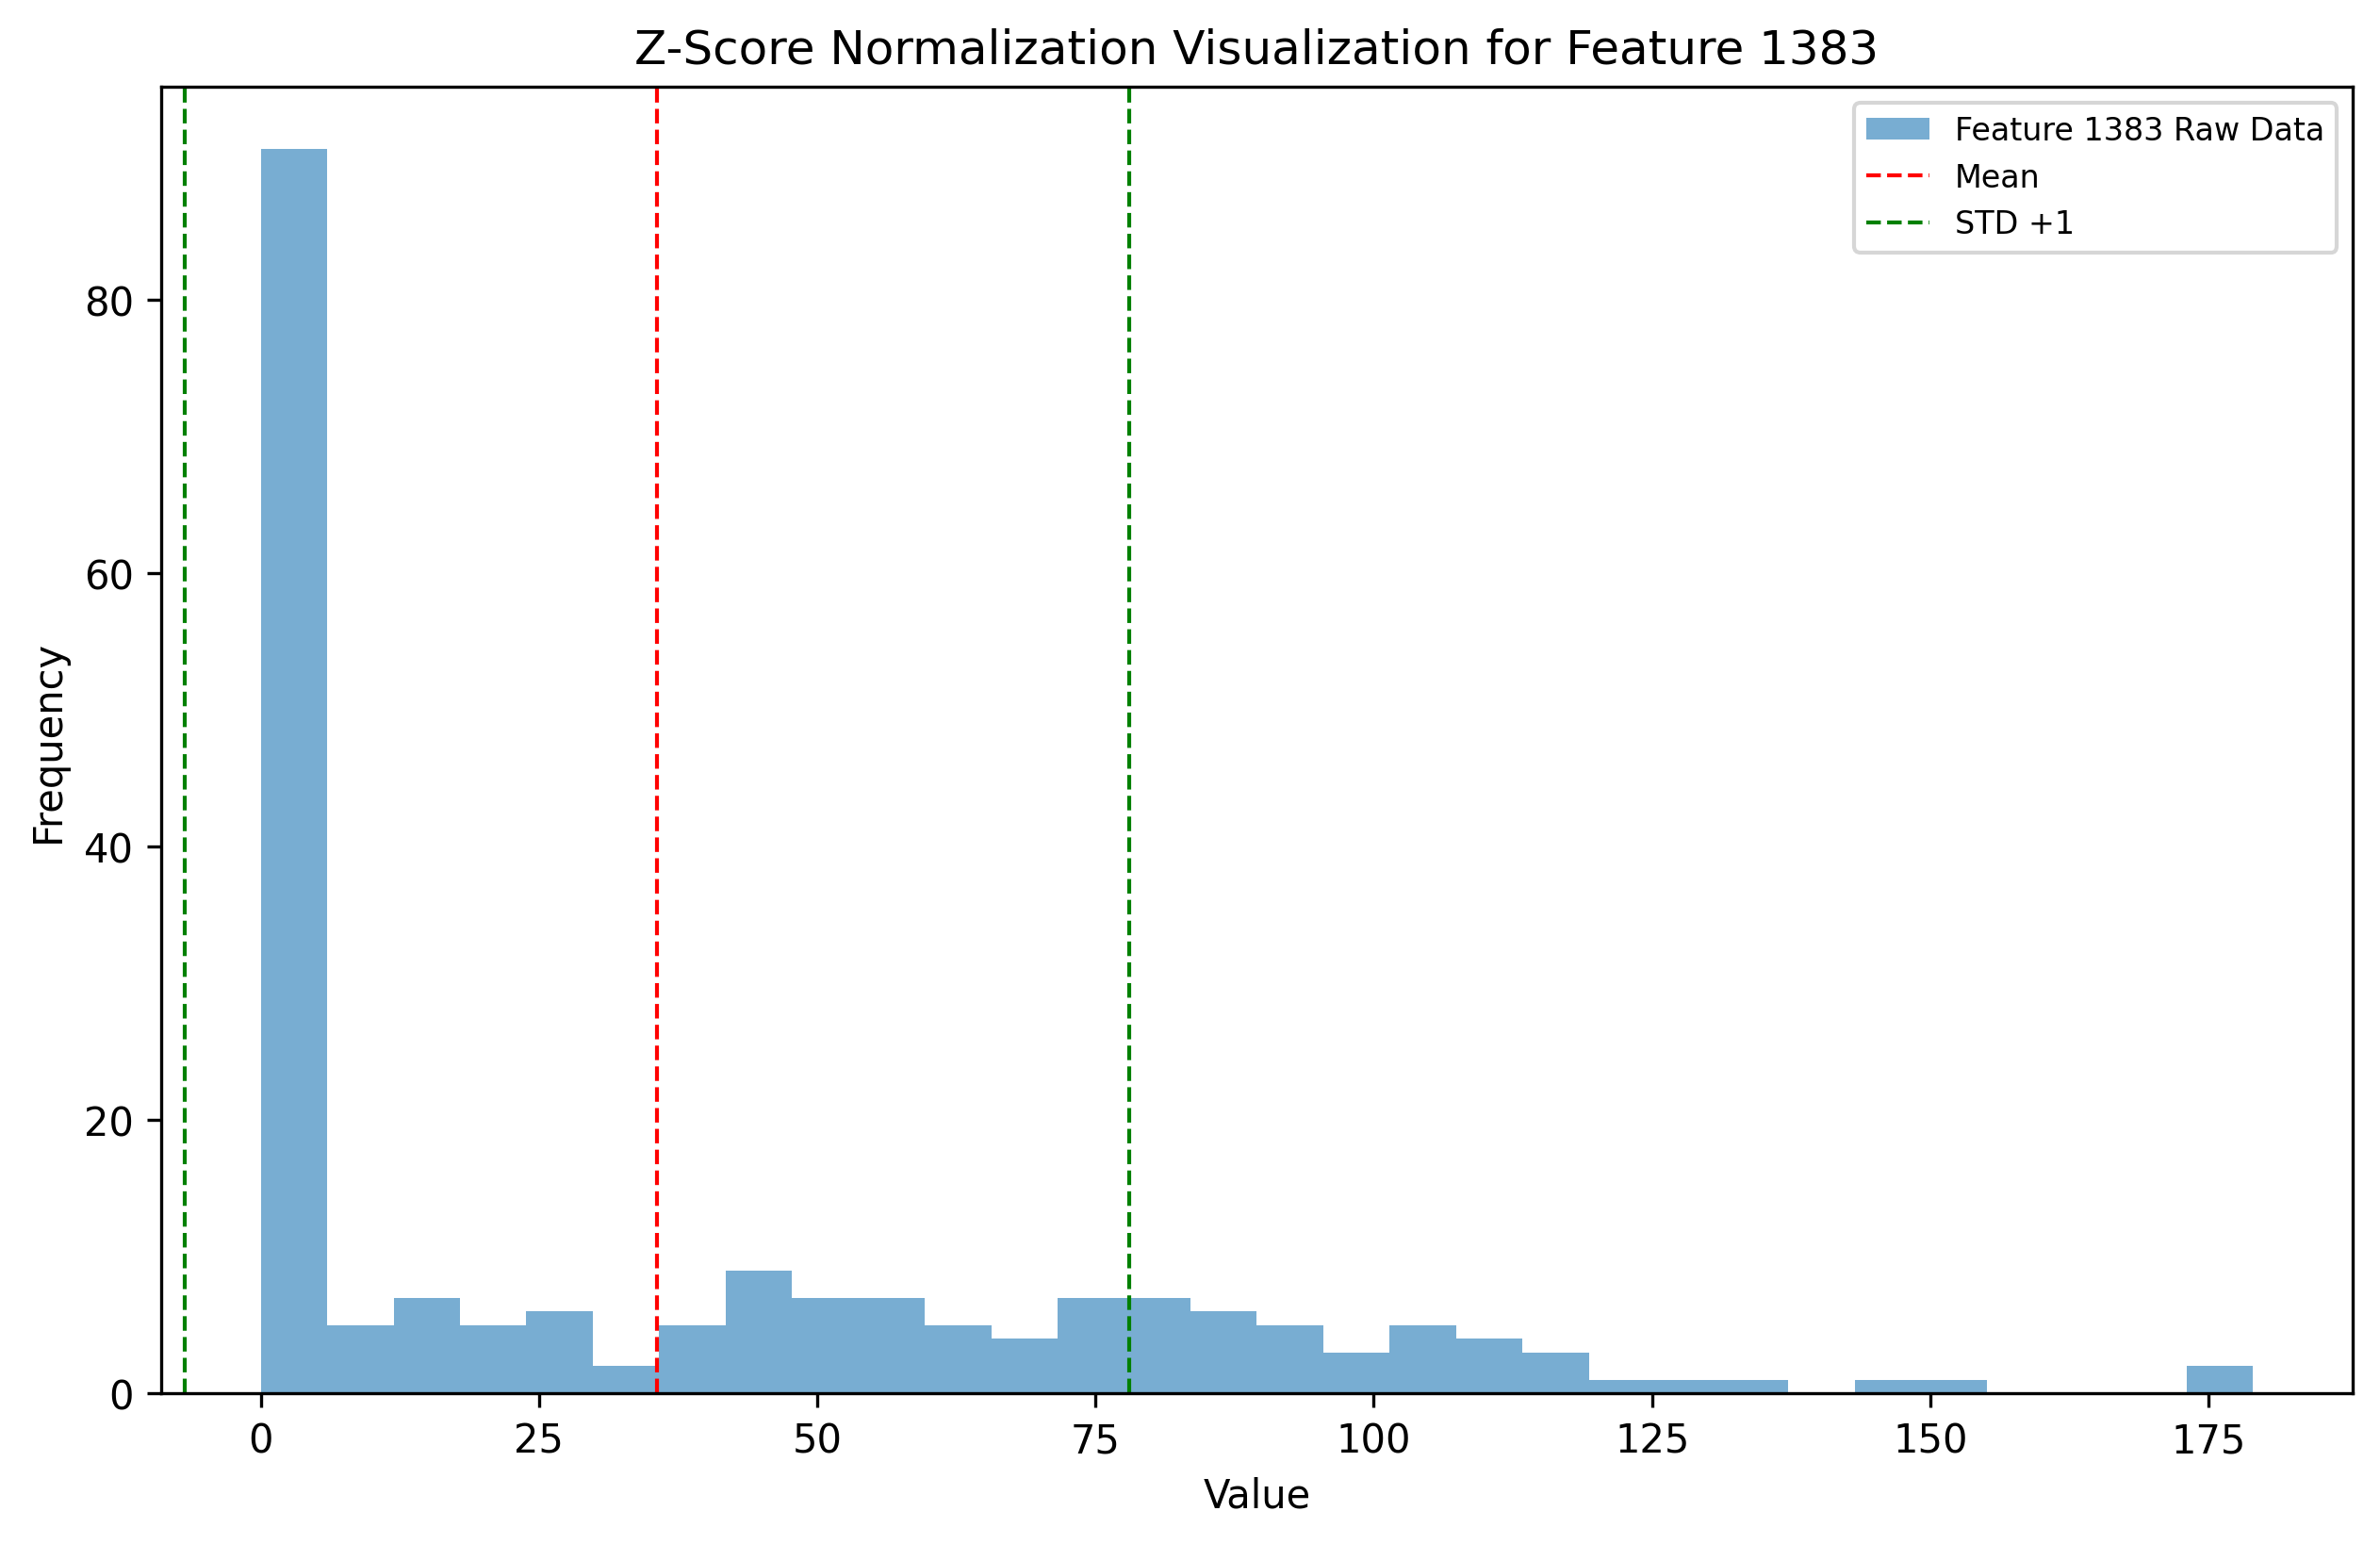 Z-Score Normalization Visualization for Feature 1383
Feature 1383 Raw Data
Mean
STD +1
Frequency
80
60
40
20
0
0 25 50 75 100 125 150 175
Value